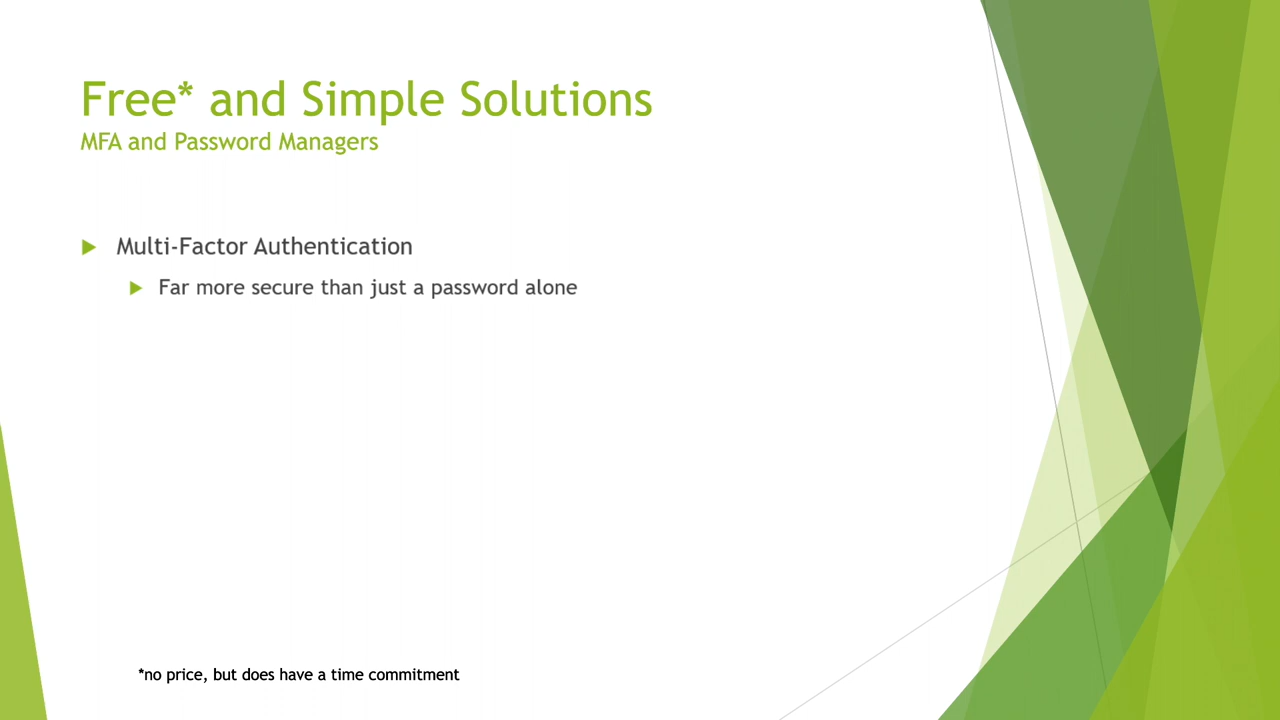 Free* and Simple Solutions
MFA and Password Managers
Multi-Factor Authentication
Far more secure than just a password alone
*no price, but does have a time commitment